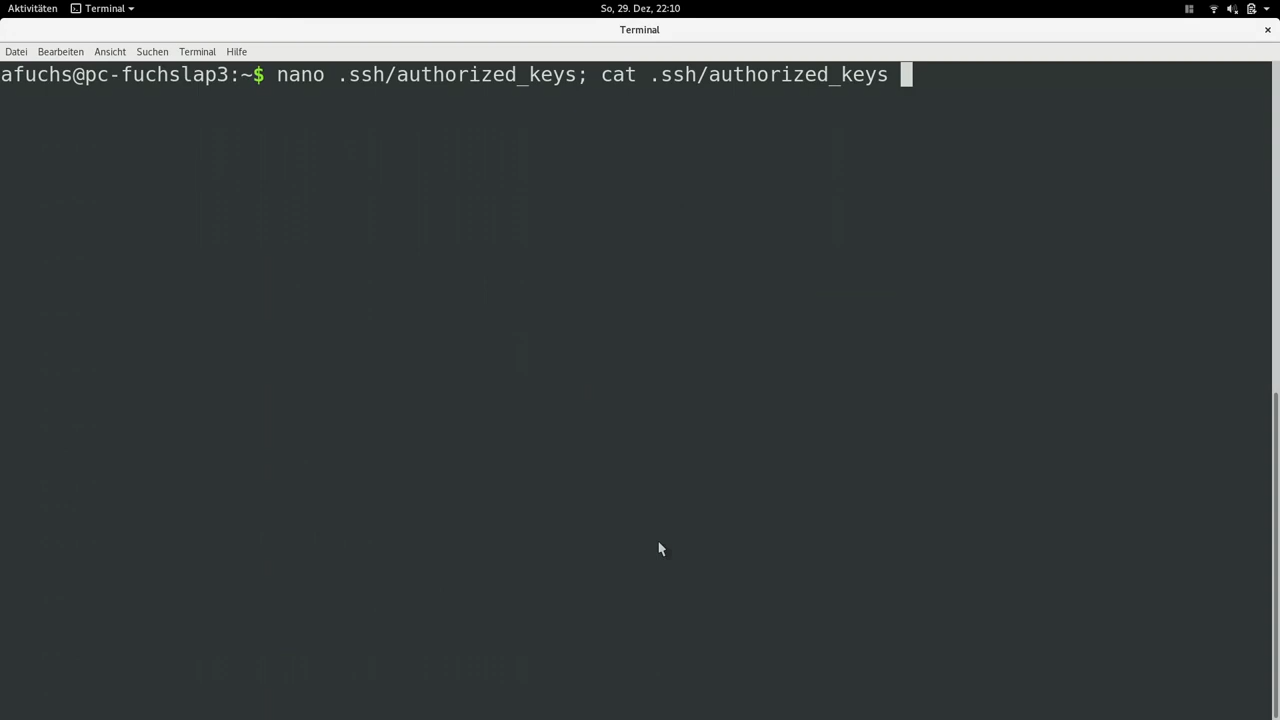 Aktivitäten Terminal So, 29. Dez, 22:10
Terminal ×
Datei Bearbeiten Ansicht Suchen Terminal Hilfe
afuchs@pc-fuchslap3:~$ nano .ssh/authorized_keys; cat .ssh/authorized_keys